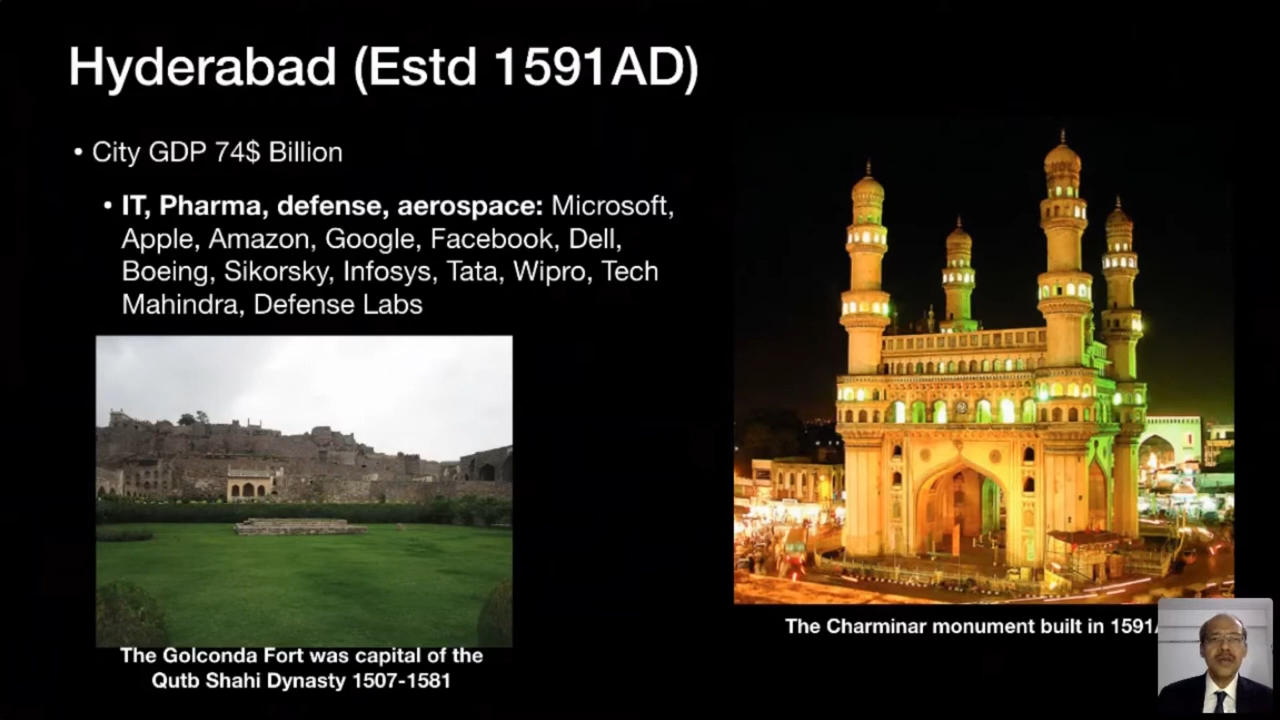 Hyderabad (Estd 1591AD)
• City GDP 74$ Billion
• IT, Pharma, defense, aerospace: Microsoft,
Apple, Amazon, Google, Facebook, Dell,
Boeing, Sikorsky, Infosys, Tata, Wipro, Tech
Mahindra, Defense Labs
The Golconda Fort was capital of the
Qutb Shahi Dynasty 1507-1581
The Charminar monument built in 1591